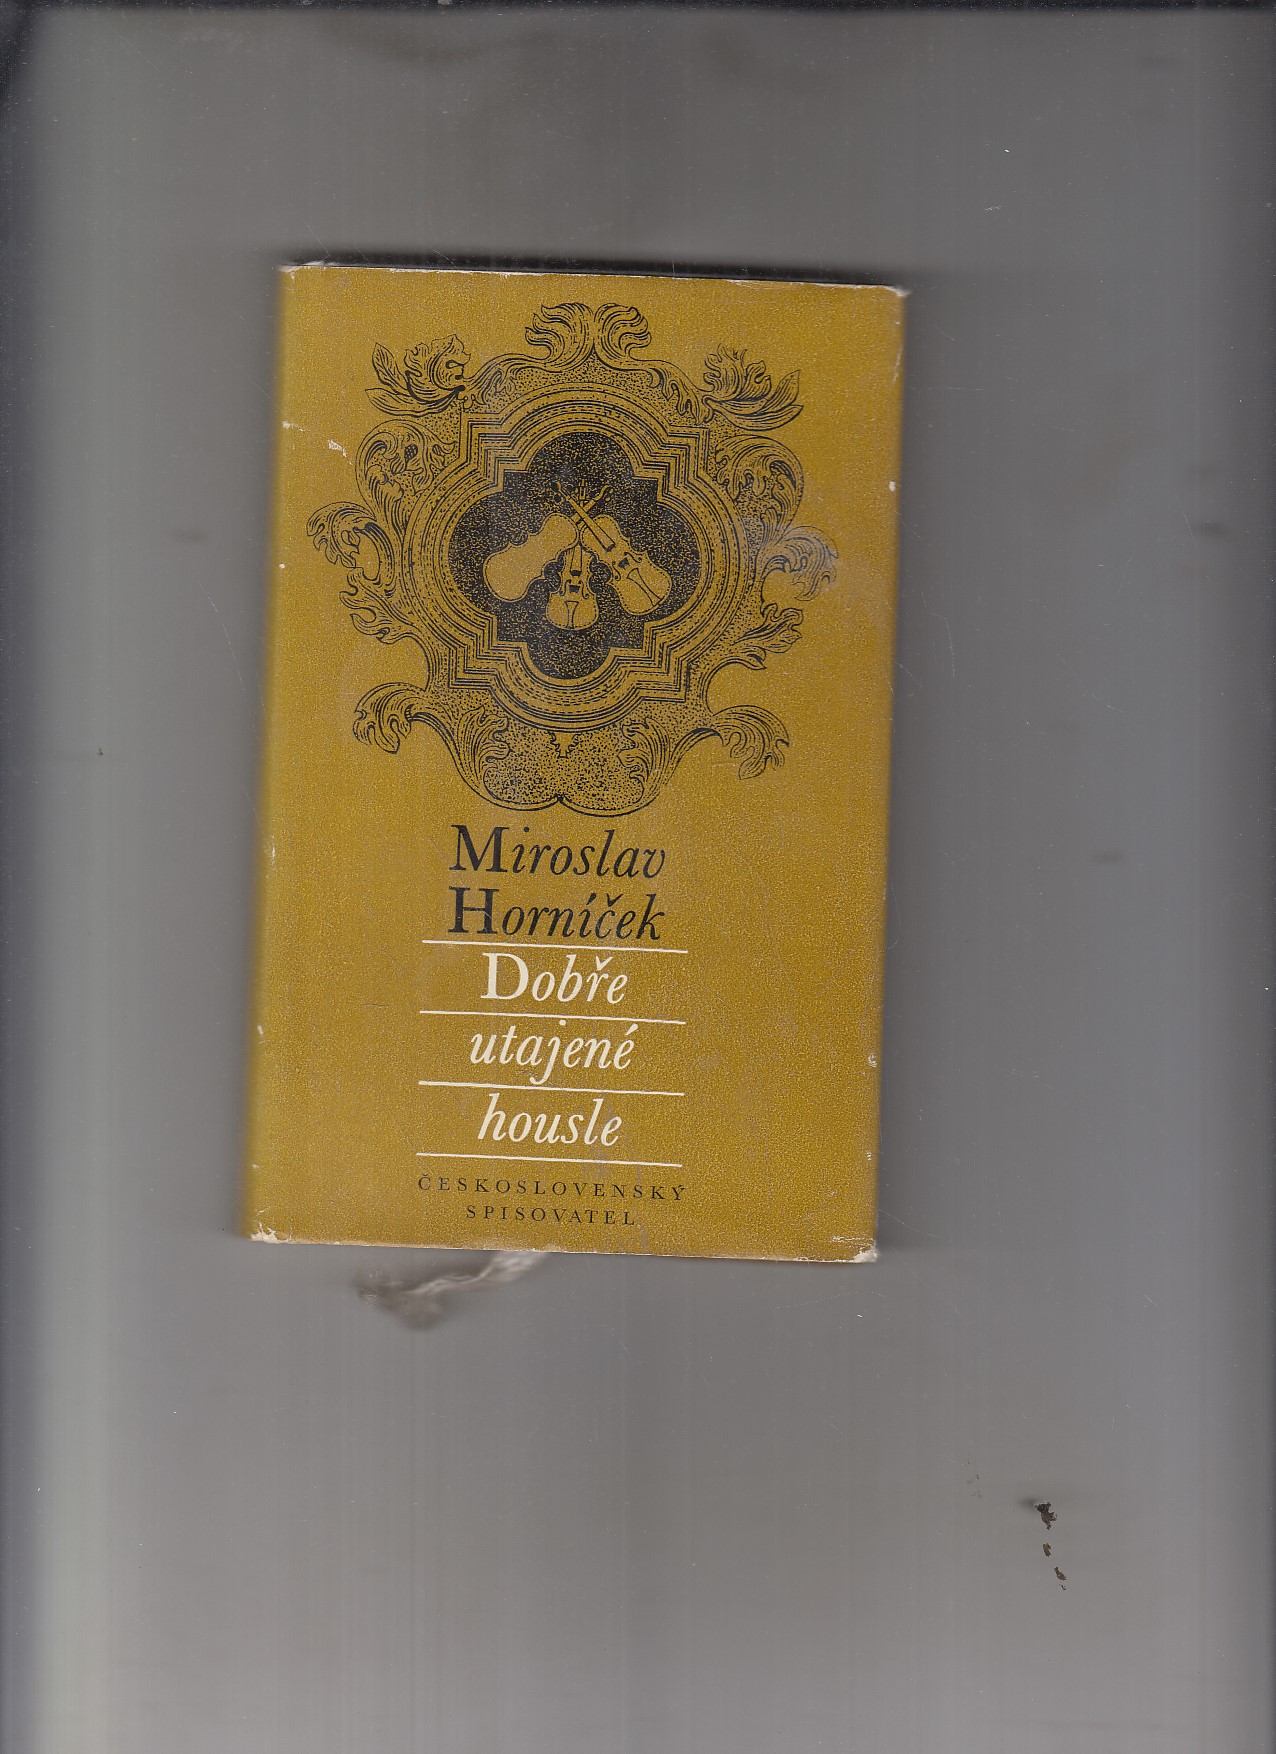 Miroslav
Horníček
Dobře
utajené
housle
ČESKOSLOVENSKÝ
SPISOVATEL